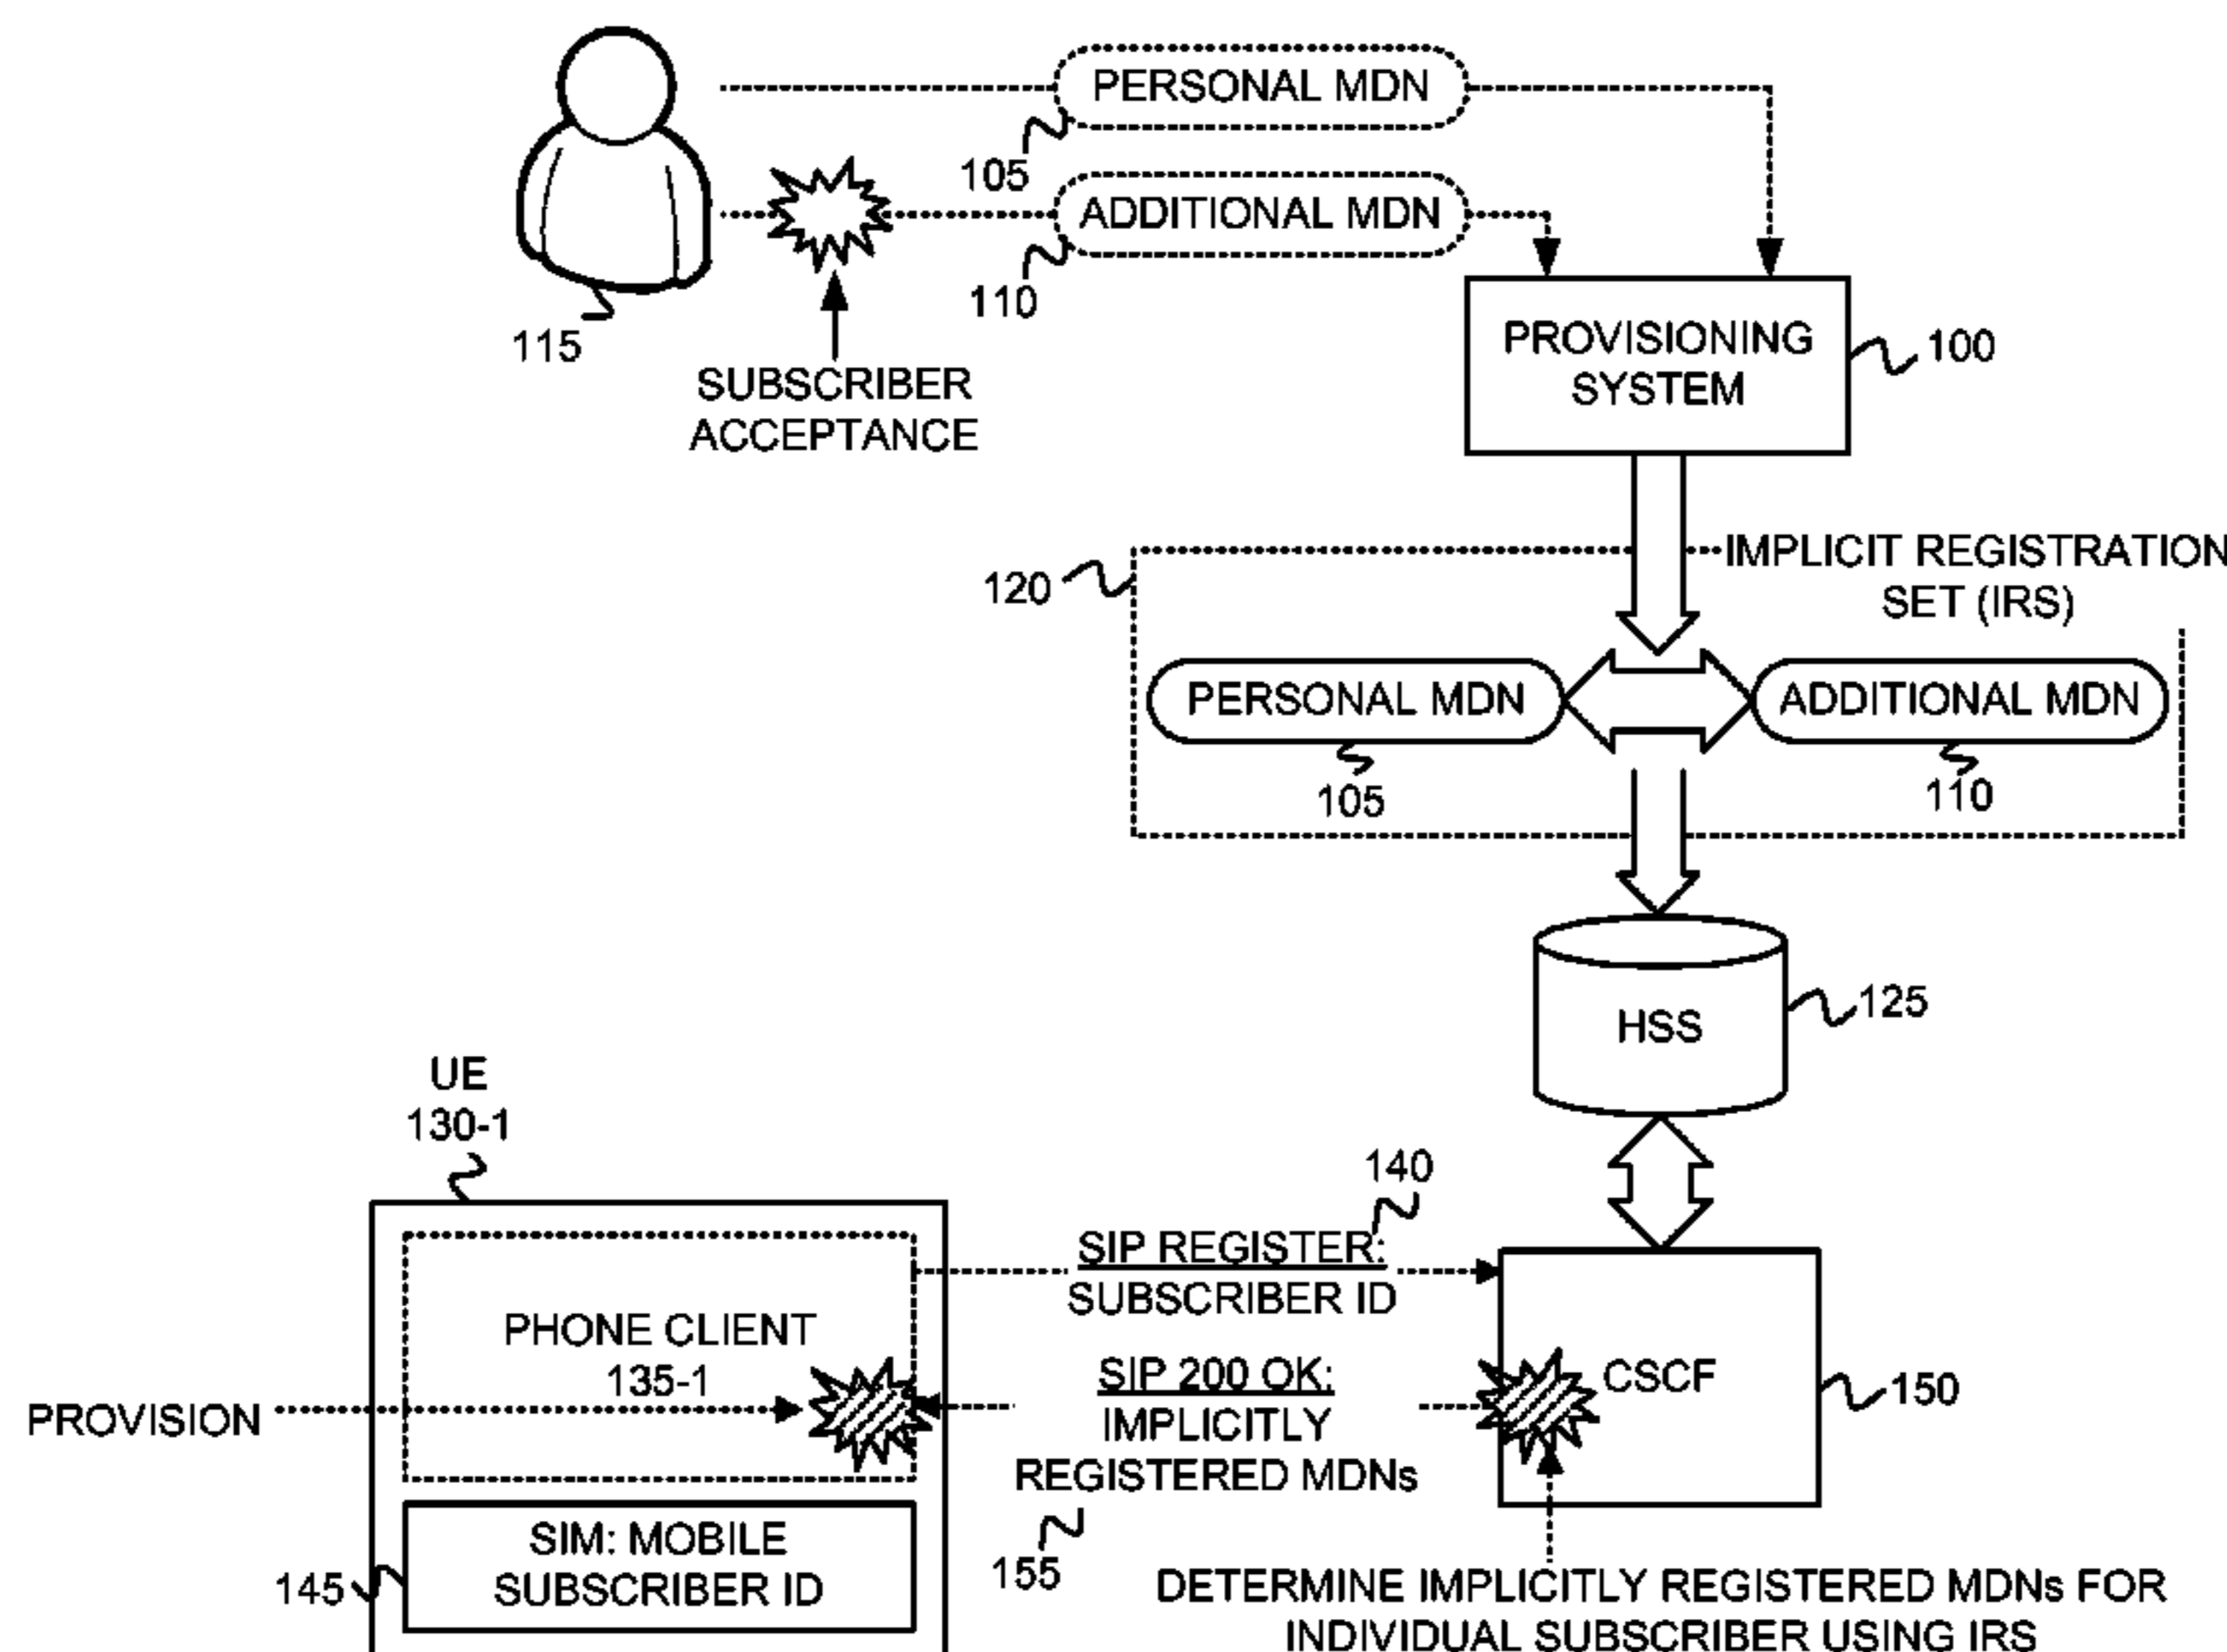 PERSONAL MDN
105
ADDITIONAL MDN
110
115
SUBSCRIBER
ACCEPTANCE
PROVISIONING
SYSTEM
100
IMPLICIT REGISTRATION
SET (IRS)
120
PERSONAL MDN
ADDITIONAL MDN
105
110
HSS
125
UE
130-1
140
SIP REGISTER:
SUBSCRIBER ID
PHONE CLIENT
135-1
SIP 200 OK:
IMPLICITLY
REGISTERED MDNs
155
CSCF
150
PROVISION
SIM: MOBILE
SUBSCRIBER ID
145
DETERMINE IMPLICITLY REGISTERED MDNs FOR
INDIVIDUAL SUBSCRIBER USING IRS